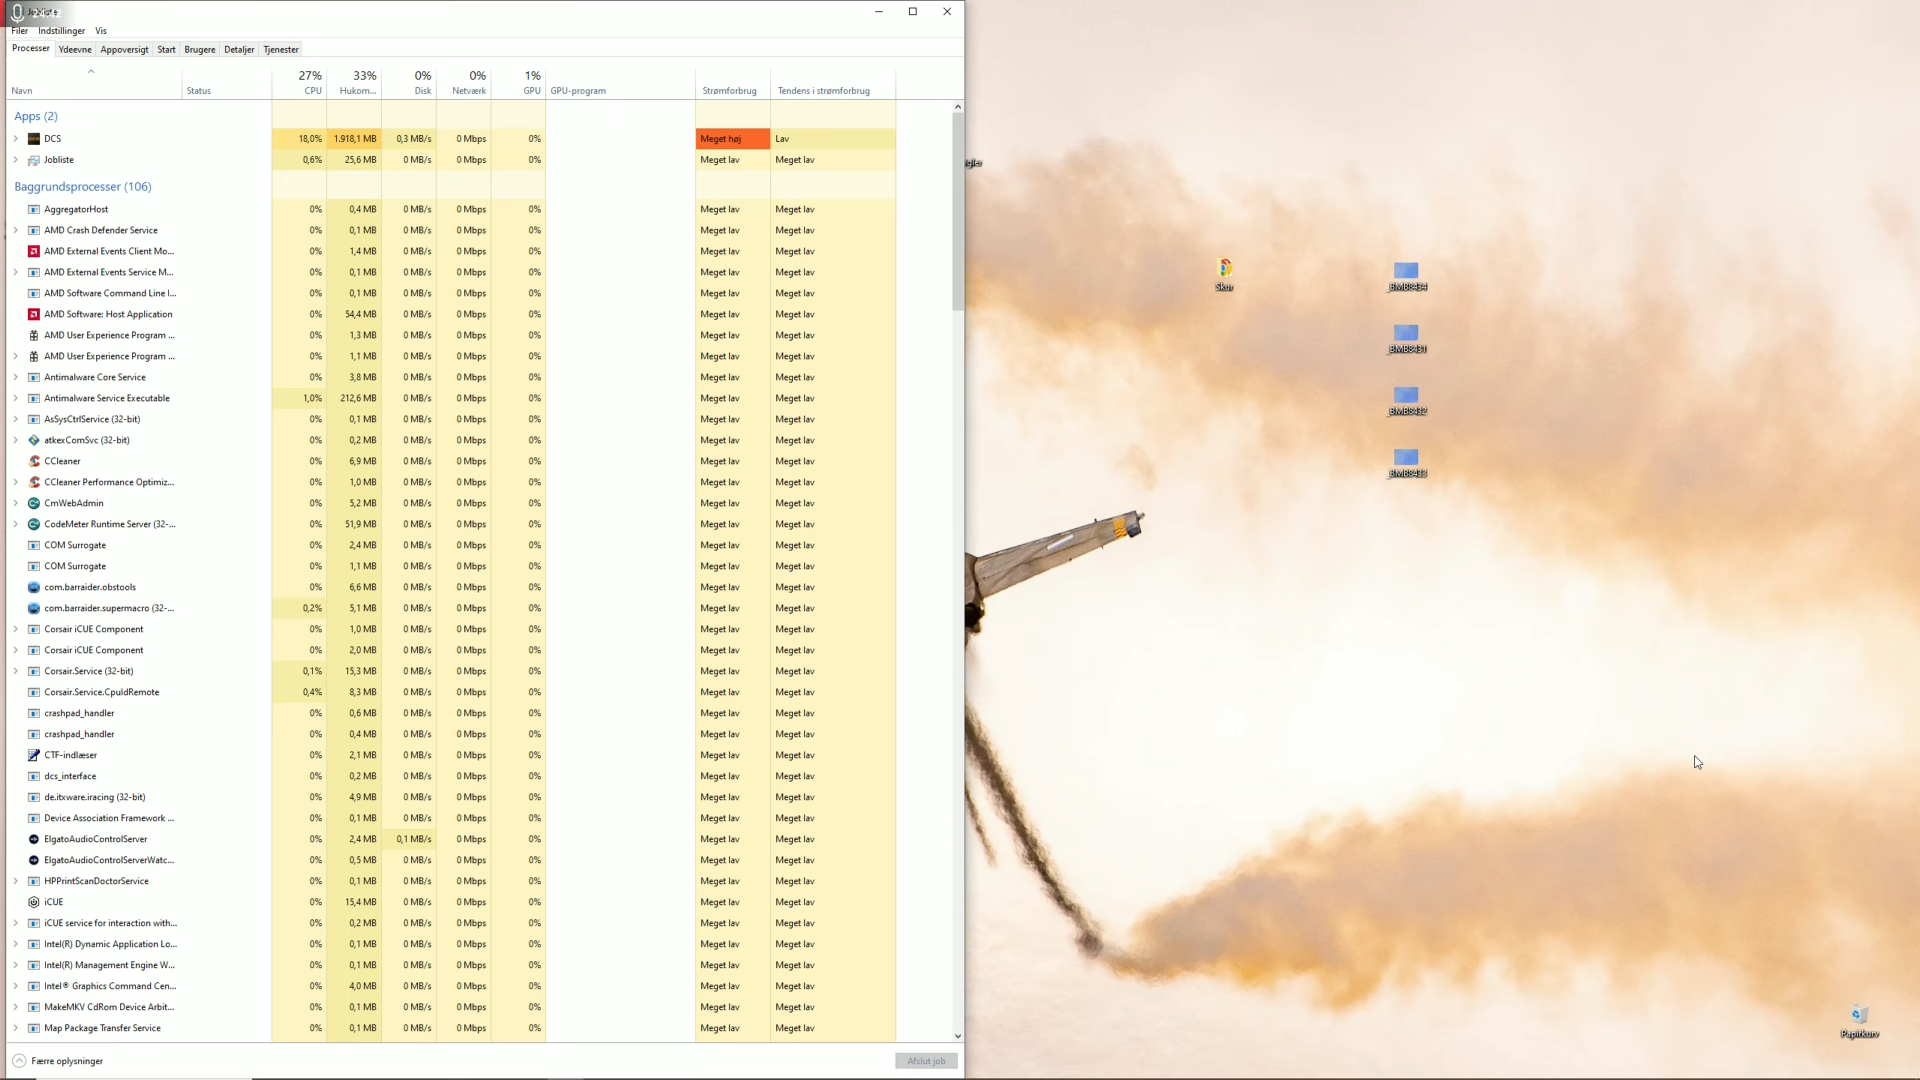 Jobliste
Filer Indstillinger Vis
Processer Ydeevne Appoversigt Start Brugere Detaljer Tjenester
27% 33% 0% 0% 1%
Navn Status CPU Hukom... Disk Netværk GPU GPU-program Strømforbrug Tendens i strømforbrug
Apps (2)
DCS 18,0% 1.918,1 MB 0,3 MB/s 0 Mbps 0% Meget høj Lav
Jobliste 0,6% 25,6 MB 0 MB/s 0 Mbps 0% Meget lav Meget lav
Baggrundsprocesser (106)
AggregatorHost 0% 0,4 MB 0 MB/s 0 Mbps 0% Meget lav Meget lav
AMD Crash Defender Service 0% 0,1 MB 0 MB/s 0 Mbps 0% Meget lav Meget lav
AMD External Events Client Mo... 0% 1,4 MB 0 MB/s 0 Mbps 0% Meget lav Meget lav
AMD External Events Service M... 0% 0,1 MB 0 MB/s 0 Mbps 0% Meget lav Meget lav
AMD Software Command Line I... 0% 0,1 MB 0 MB/s 0 Mbps 0% Meget lav Meget lav
AMD Software: Host Application 0% 54,4 MB 0 MB/s 0 Mbps 0% Meget lav Meget lav
AMD User Experience Program ... 0% 1,3 MB 0 MB/s 0 Mbps 0% Meget lav Meget lav
AMD User Experience Program ... 0% 1,1 MB 0 MB/s 0 Mbps 0% Meget lav Meget lav
Antimalware Core Service 0% 3,8 MB 0 MB/s 0 Mbps 0% Meget lav Meget lav
Antimalware Service Executable 1,0% 212,6 MB 0 MB/s 0 Mbps 0% Meget lav Meget lav
AsSysCtrlService (32-bit) 0% 0,1 MB 0 MB/s 0 Mbps 0% Meget lav Meget lav
atkexComSvc (32-bit) 0% 0,2 MB 0 MB/s 0 Mbps 0% Meget lav Meget lav
CCleaner 0% 6,9 MB 0 MB/s 0 Mbps 0% Meget lav Meget lav
CCleaner Performance Optimiz... 0% 1,0 MB 0 MB/s 0 Mbps 0% Meget lav Meget lav
CmWebAdmin 0% 5,2 MB 0 MB/s 0 Mbps 0% Meget lav Meget lav
CodeMeter Runtime Server (32-... 0% 51,9 MB 0 MB/s 0 Mbps 0% Meget lav Meget lav
COM Surrogate 0% 2,4 MB 0 MB/s 0 Mbps 0% Meget lav Meget lav
COM Surrogate 0% 1,1 MB 0 MB/s 0 Mbps 0% Meget lav Meget lav
com.barraider.obstools 0% 6,6 MB 0 MB/s 0 Mbps 0% Meget lav Meget lav
com.barraider.supermacro (32-... 0,2% 5,1 MB 0 MB/s 0 Mbps 0% Meget lav Meget lav
Corsair iCUE Component 0% 1,0 MB 0 MB/s 0 Mbps 0% Meget lav Meget lav
Corsair iCUE Component 0% 2,0 MB 0 MB/s 0 Mbps 0% Meget lav Meget lav
Corsair.Service (32-bit) 0,1% 15,3 MB 0 MB/s 0 Mbps 0% Meget lav Meget lav
Corsair.Service.CpuIdRemote 0,4% 8,3 MB 0 MB/s 0 Mbps 0% Meget lav Meget lav
crashpad_handler 0% 0,6 MB 0 MB/s 0 Mbps 0% Meget lav Meget lav
crashpad_handler 0% 0,4 MB 0 MB/s 0 Mbps 0% Meget lav Meget lav
CTF-indlæser 0% 2,1 MB 0 MB/s 0 Mbps 0% Meget lav Meget lav
dcs_interface 0% 0,2 MB 0 MB/s 0 Mbps 0% Meget lav Meget lav
de.itxware.iracing (32-bit) 0% 4,9 MB 0 MB/s 0 Mbps 0% Meget lav Meget lav
Device Association Framework ... 0% 0,1 MB 0 MB/s 0 Mbps 0% Meget lav Meget lav
ElgatoAudioControlServer 0% 2,4 MB 0,1 MB/s 0 Mbps 0% Meget lav Meget lav
ElgatoAudioControlServerWatc... 0% 0,5 MB 0 MB/s 0 Mbps 0% Meget lav Meget lav
HPPrintScanDoctorService 0% 0,1 MB 0 MB/s 0 Mbps 0% Meget lav Meget lav
iCUE 0% 15,4 MB 0 MB/s 0 Mbps 0% Meget lav Meget lav
iCUE service for interaction with... 0% 0,2 MB 0 MB/s 0 Mbps 0% Meget lav Meget lav
Intel(R) Dynamic Application Lo... 0% 0,1 MB 0 MB/s 0 Mbps 0% Meget lav Meget lav
Intel(R) Management Engine W... 0% 0,1 MB 0 MB/s 0 Mbps 0% Meget lav Meget lav
Intel® Graphics Command Cen... 0% 4,0 MB 0 MB/s 0 Mbps 0% Meget lav Meget lav
MakeMKV CdRom Device Arbit... 0% 0,1 MB 0 MB/s 0 Mbps 0% Meget lav Meget lav
Map Package Transfer Service 0% 0,1 MB 0 MB/s 0 Mbps 0% Meget lav Meget lav
Færre oplysninger Afslut job
Skur
_BMB8434
_BMB8431
_BMB8432
_BMB8433
Papirkurv